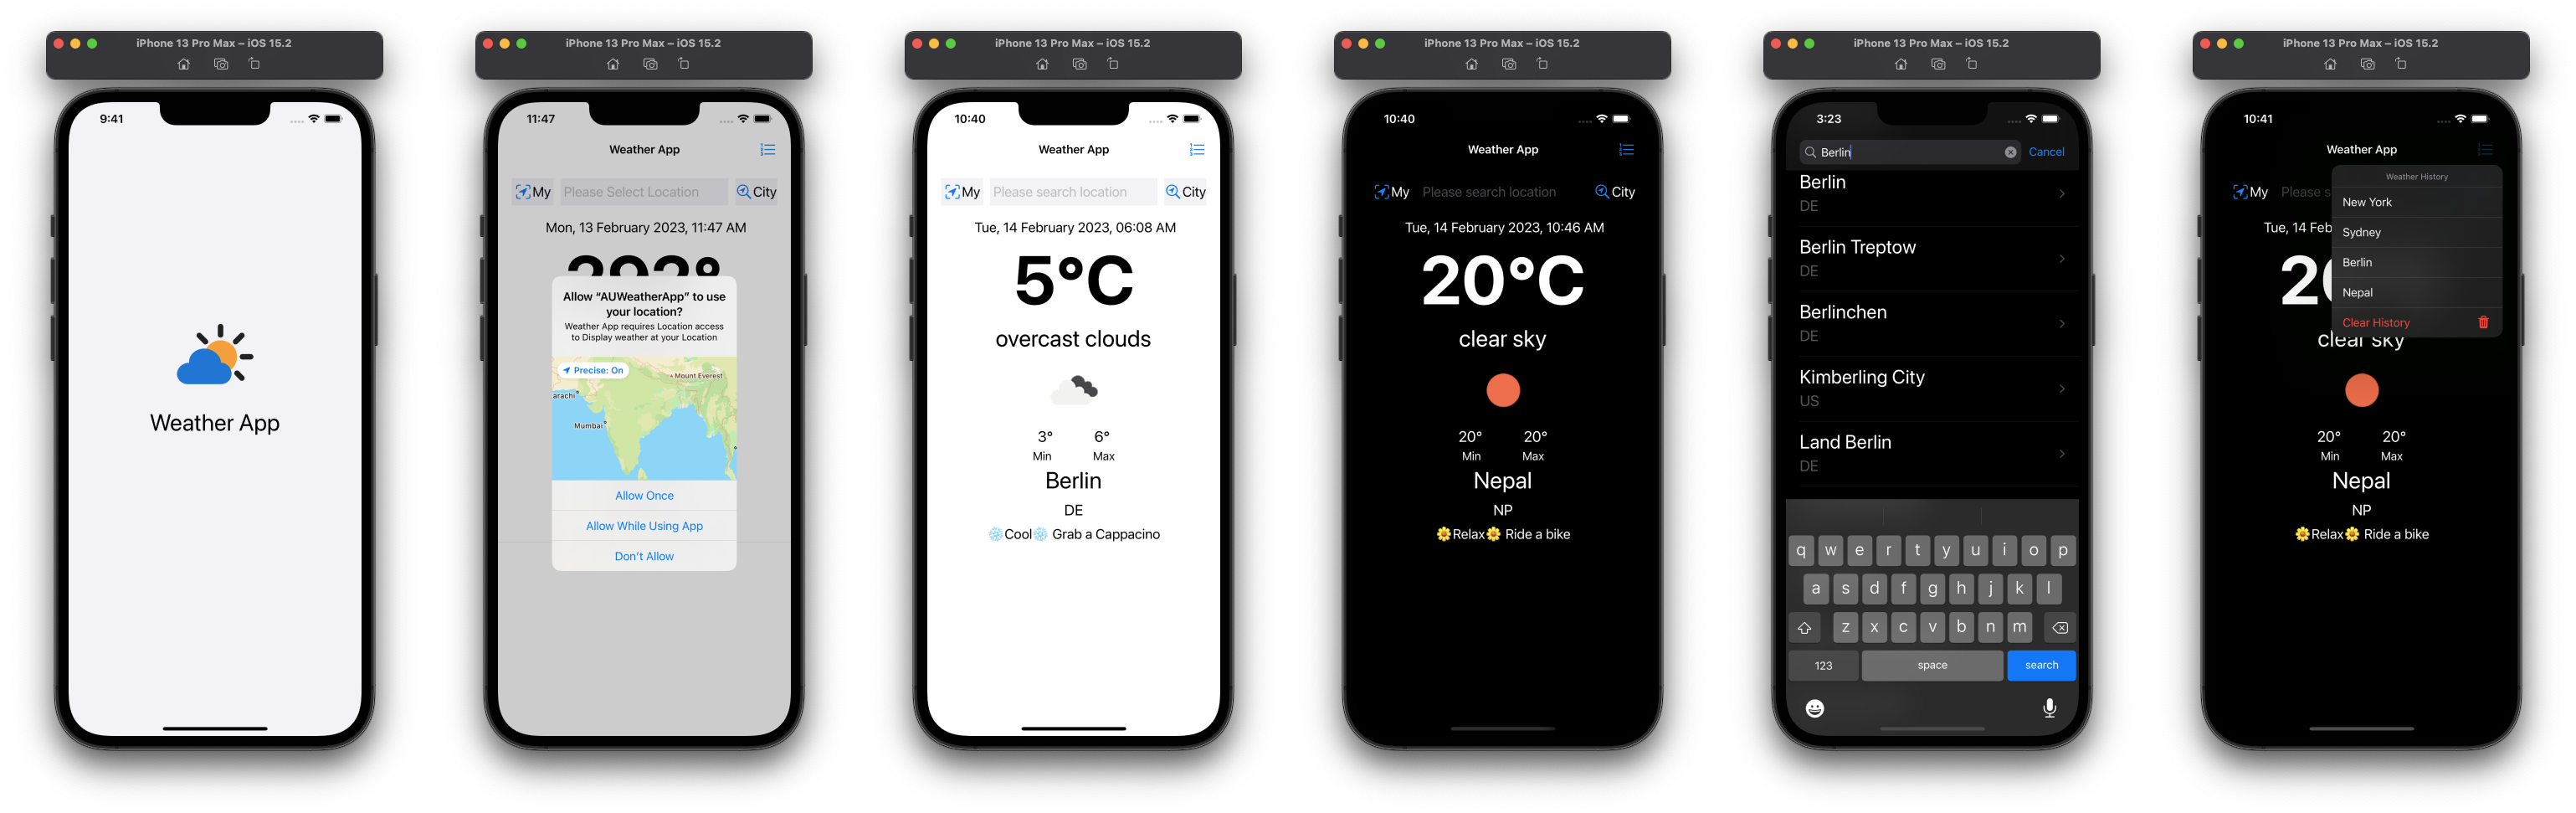 iPhone 13 Pro Max – iOS 15.2
9:41
Weather App
iPhone 13 Pro Max – iOS 15.2
11:47
Weather App
My
Please Select Location
City
Mon, 13 February 2023, 11:47 AM
Allow “AUWeatherApp” to use
your location?
Weather App requires Location access
to Display weather at your Location
Precise: On
Mount Everest
arachi
Mumbai
Allow Once
Allow While Using App
Don’t Allow
iPhone 13 Pro Max – iOS 15.2
10:40
Weather App
My
Please search location
City
Tue, 14 February 2023, 06:08 AM
5°C
overcast clouds
3° 6°
Min Max
Berlin
DE
❄️Cool❄️ Grab a Cappacino
iPhone 13 Pro Max – iOS 15.2
10:40
Weather App
My
Please search location
City
Tue, 14 February 2023, 10:46 AM
20°C
clear sky
20° 20°
Min Max
Nepal
NP
🌼Relax🌼 Ride a bike
iPhone 13 Pro Max – iOS 15.2
3:23
Berlin
Cancel
Berlin
DE
Berlin Treptow
DE
Berlinchen
DE
Kimberling City
US
Land Berlin
DE
q w e r t y u i o p
a s d f g h j k l
z x c v b n m
123 space search
iPhone 13 Pro Max – iOS 15.2
10:41
Weather App
My
Please s
Tue, 14 Feb
20
Weather History
New York
Sydney
Berlin
Nepal
Clear History
clear sky
20° 20°
Min Max
Nepal
NP
🌼Relax🌼 Ride a bike